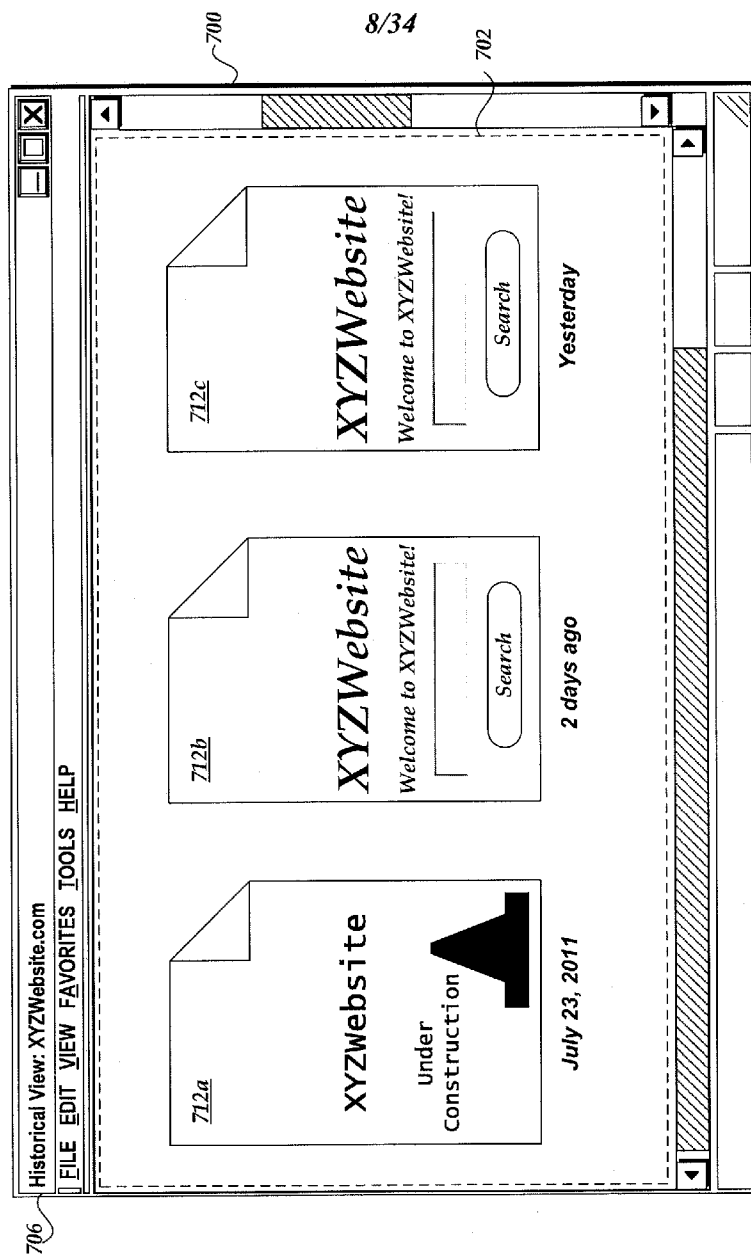 8/34
700
702
706
Historical View: XYZWebsite.com
FILE EDIT VIEW FAVORITES TOOLS HELP
712a
XYZWebsite
Under
Construction
July 23, 2011
712b
XYZWebsite
Welcome to XYZWebsite!
Search
2 days ago
712c
XYZWebsite
Welcome to XYZWebsite!
Search
Yesterday